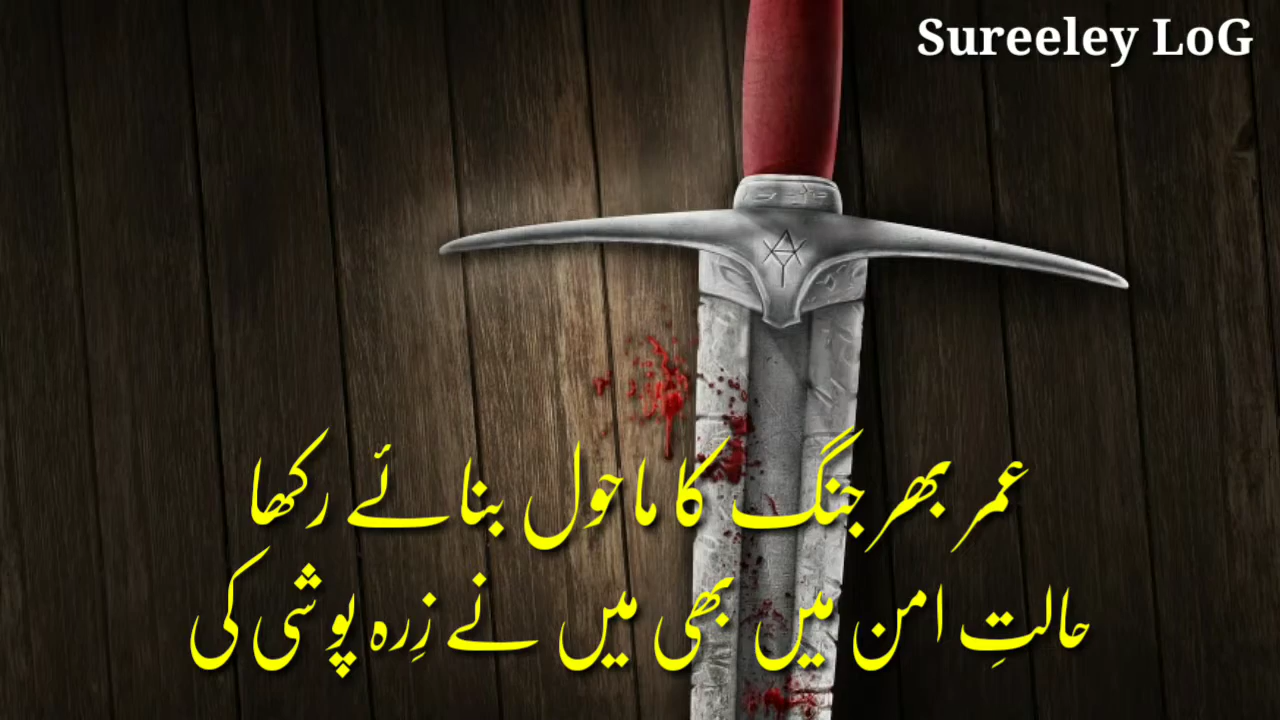 Sureeley LoG
عمر بھر جنگ کا ماحول بنائے رکھا
حالتِ امن میں بھی میں نے زِرہ پوشی کی